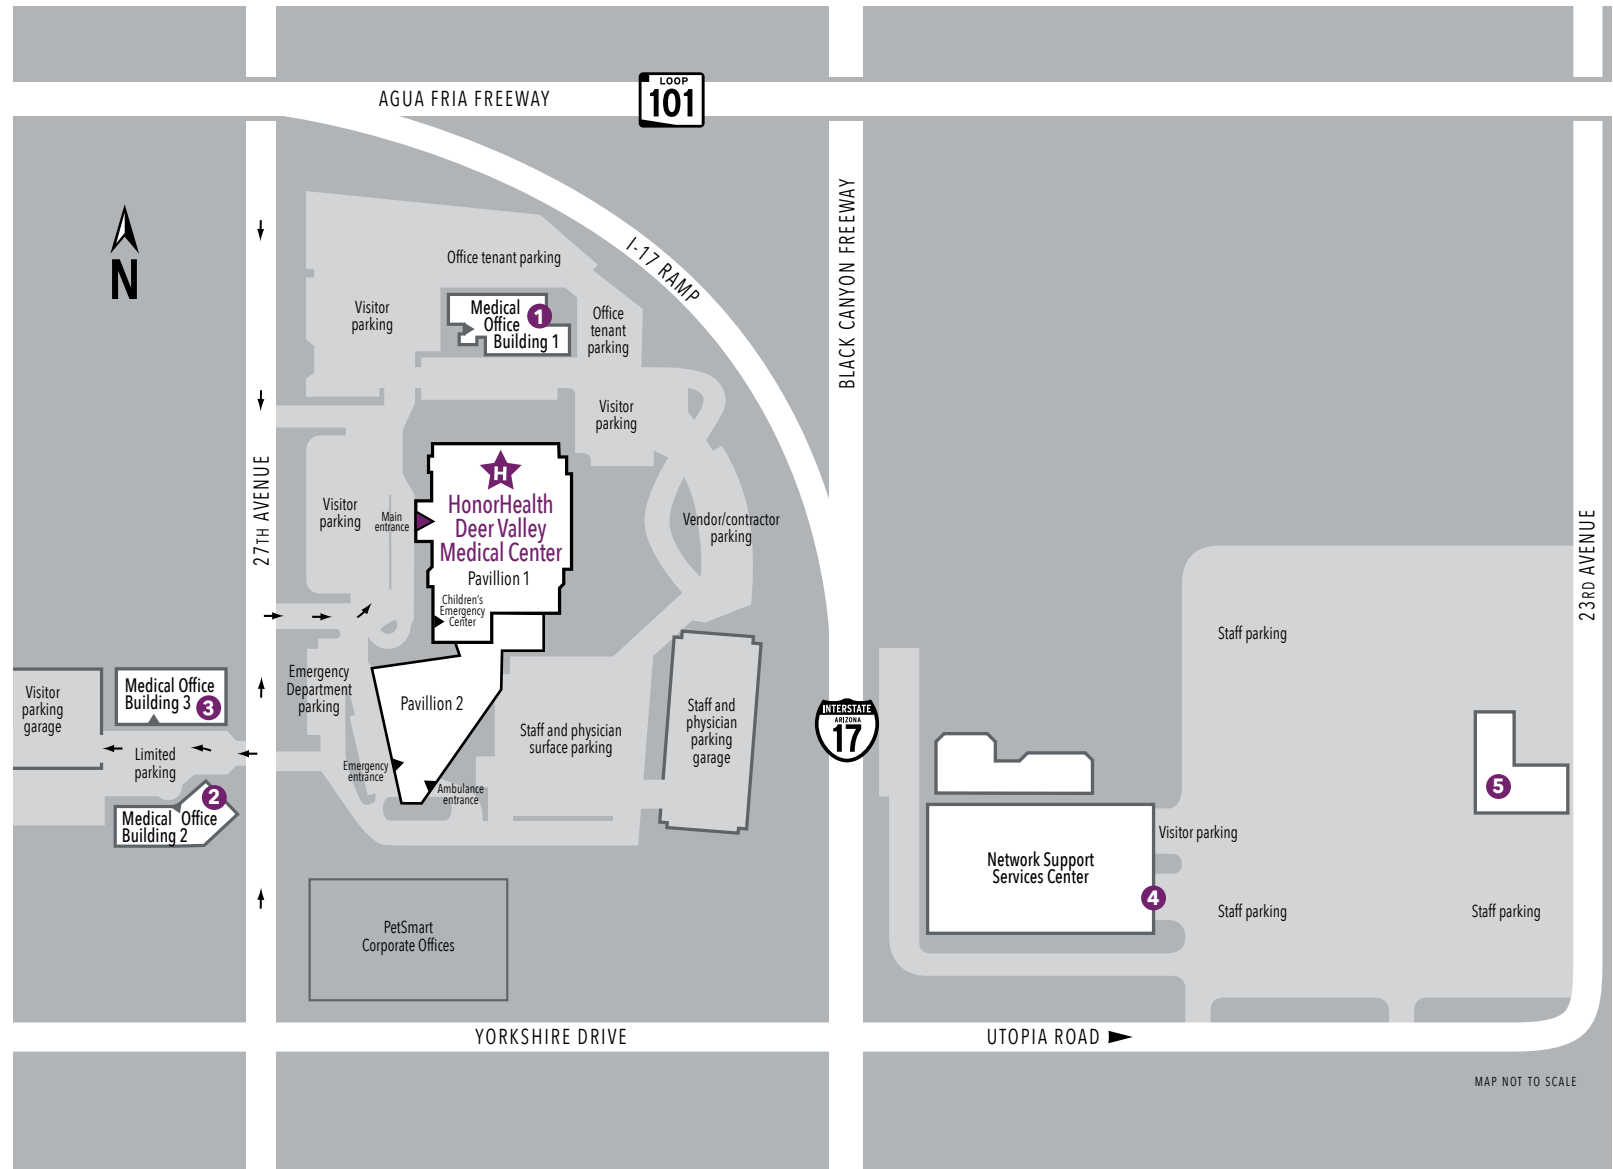 LOOP
101
AGUA FRIA FREEWAY
I-17 RAMP
BLACK CANYON FREEWAY
N
Office tenant parking
Visitor
parking
Medical
Office
Building 1
1
Office
tenant
parking
Visitor
parking
27TH AVENUE
H
HonorHealth
Deer Valley
Medical Center
Pavillion 1
Visitor
parking
Main
entrance
Vendor/contractor
parking
Children's
Emergency
Center
23RD AVENUE
Staff parking
Emergency
Department
parking
Pavillion 2
Visitor
parking
garage
Medical Office
Building 3
3
Limited
parking
Staff and physician
surface parking
Staff and
physician
parking
garage
INTERSTATE
ARIZONA
17
Emergency
entrance
Ambulance
entrance
2
Medical Office
Building 2
5
Visitor parking
Network Support
Services Center
4
Staff parking
Staff parking
PetSmart
Corporate Offices
YORKSHIRE DRIVE
UTOPIA ROAD
MAP NOT TO SCALE